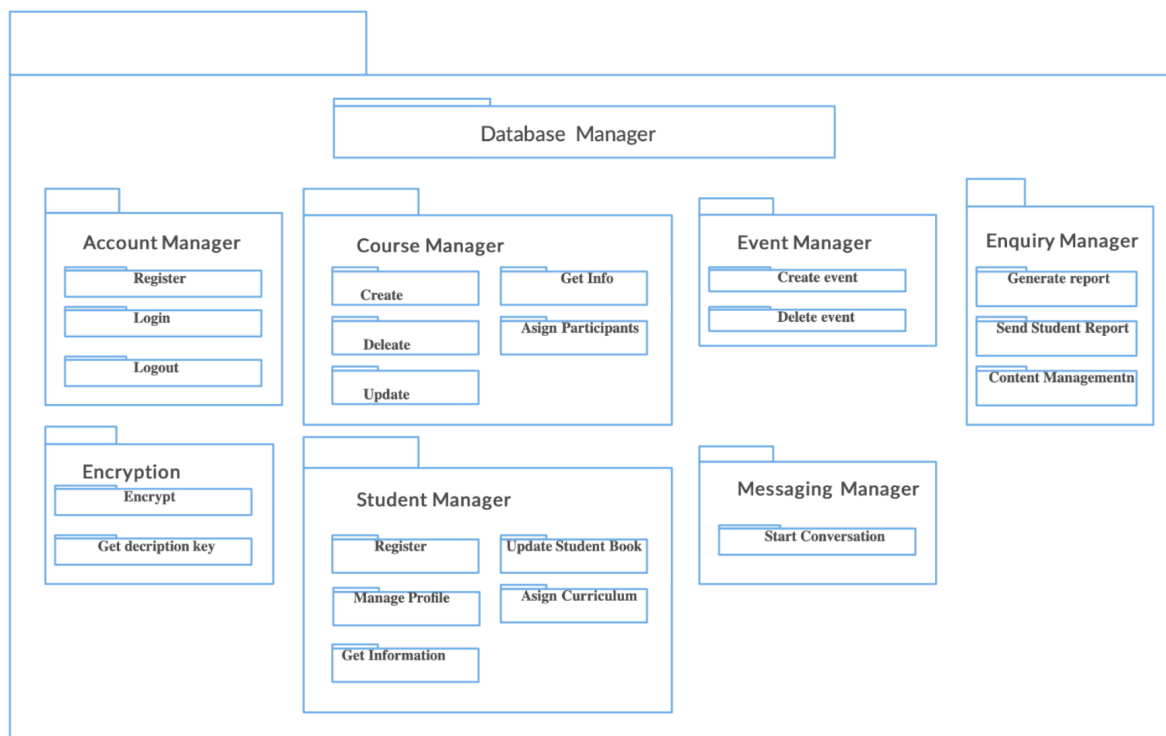 Database Manager
Account Manager
Register
Login
Logout
Course Manager
Create
Deleate
Update
Get Info
Asign Participants
Event Manager
Create event
Delete event
Enquiry Manager
Generate report
Send Student Report
Content Managementn
Encryption
Encrypt
Get decription key
Student Manager
Register
Manage Profile
Get Information
Update Student Book
Asign Curriculum
Messaging Manager
Start Conversation